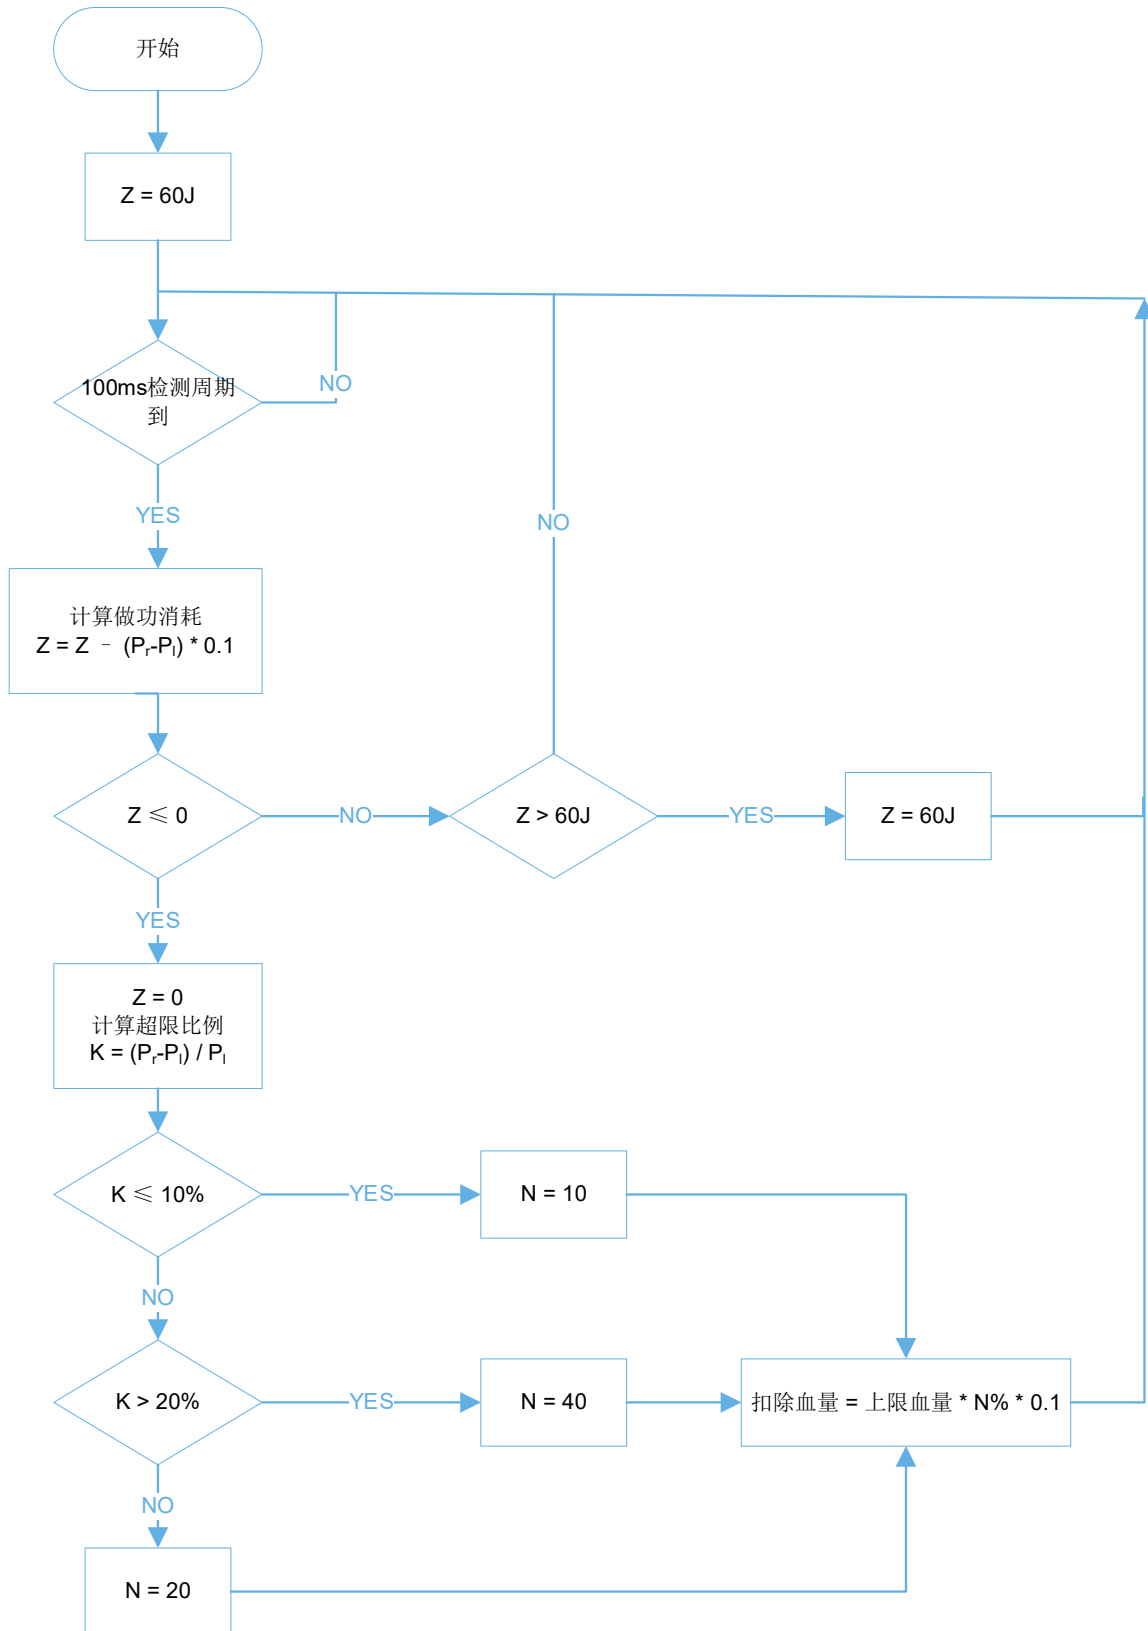 开始
Z = 60J
100ms检测周期
到
NO
YES
计算做功消耗
Z = Z - (Pr-Pl) * 0.1
NO
Z ≤ 0
NO
Z > 60J
YES
Z = 60J
YES
Z = 0
计算超限比例
K = (Pr-Pl) / Pl
K ≤ 10%
YES
N = 10
NO
K > 20%
YES
N = 40
扣除血量 = 上限血量 * N% * 0.1
NO
N = 20